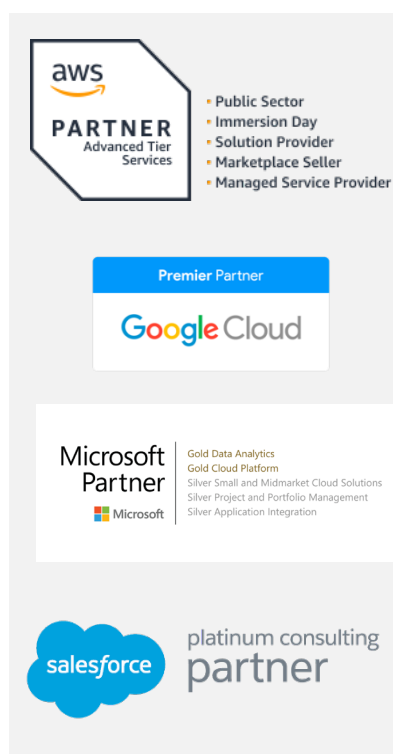 aws
PARTNER
Advanced Tier
Services
• Public Sector
• Immersion Day
• Solution Provider
• Marketplace Seller
• Managed Service Provider
Premier Partner
Google Cloud
Microsoft
Partner
Microsoft
Gold Data Analytics
Gold Cloud Platform
Silver Small and Midmarket Cloud Solutions
Silver Project and Portfolio Management
Silver Application Integration
salesforce
platinum consulting
partner